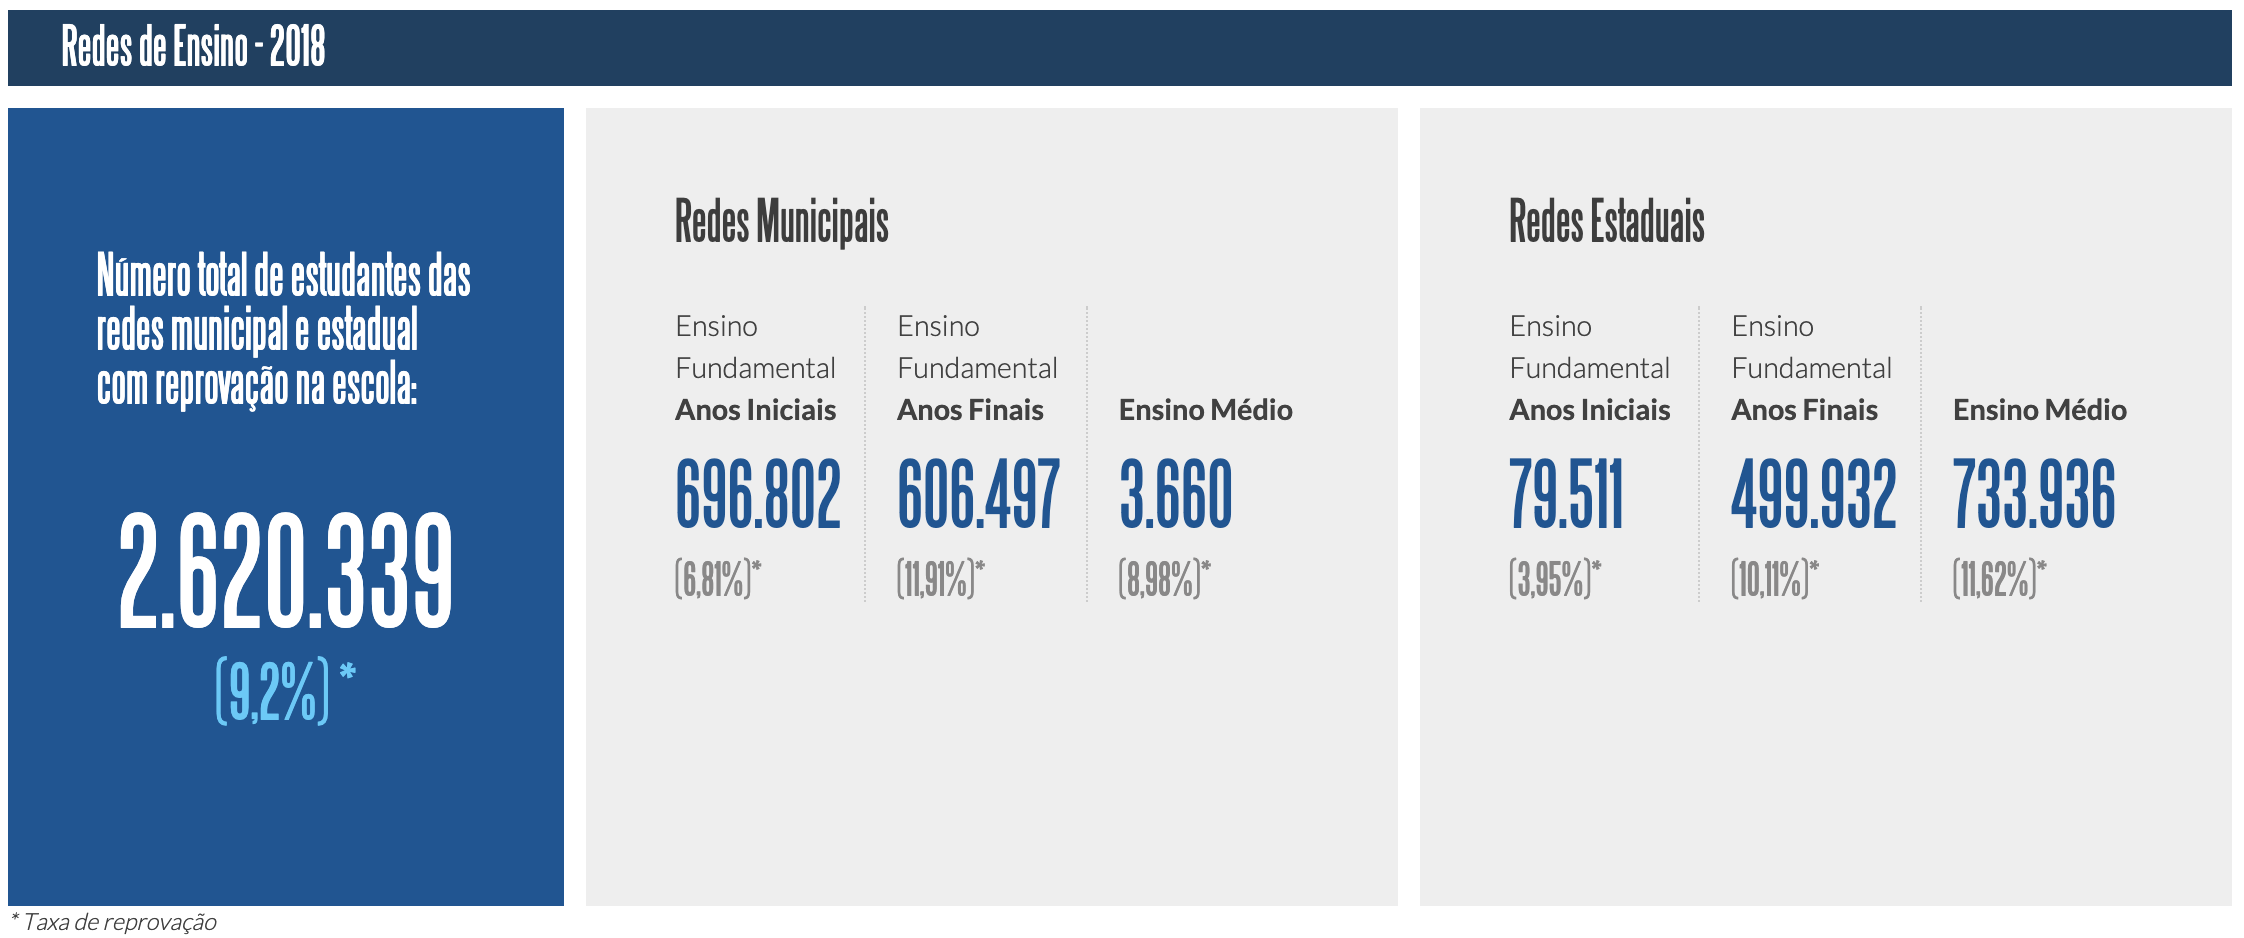 Redes de Ensino - 2018
Número total de estudantes das
redes municipal e estadual
com reprovação na escola:
2.620.339
(9,2%) *
Redes Municipais
Ensino
Fundamental
Anos Iniciais
696.802
(6,81%)*
Ensino
Fundamental
Anos Finais
606.497
(11,91%)*
Ensino Médio
3.660
(8,98%)*
Redes Estaduais
Ensino
Fundamental
Anos Iniciais
79.511
(3,95%)*
Ensino
Fundamental
Anos Finais
499.932
(10,11%)*
Ensino Médio
733.936
(11,62%)*
* Taxa de reprovação